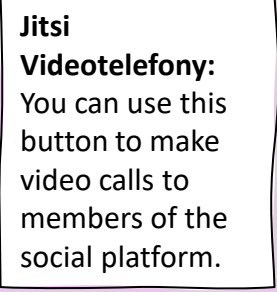 Jitsi
Videotelefony:
You can use this
button to make
video calls to
members of the
social platform.